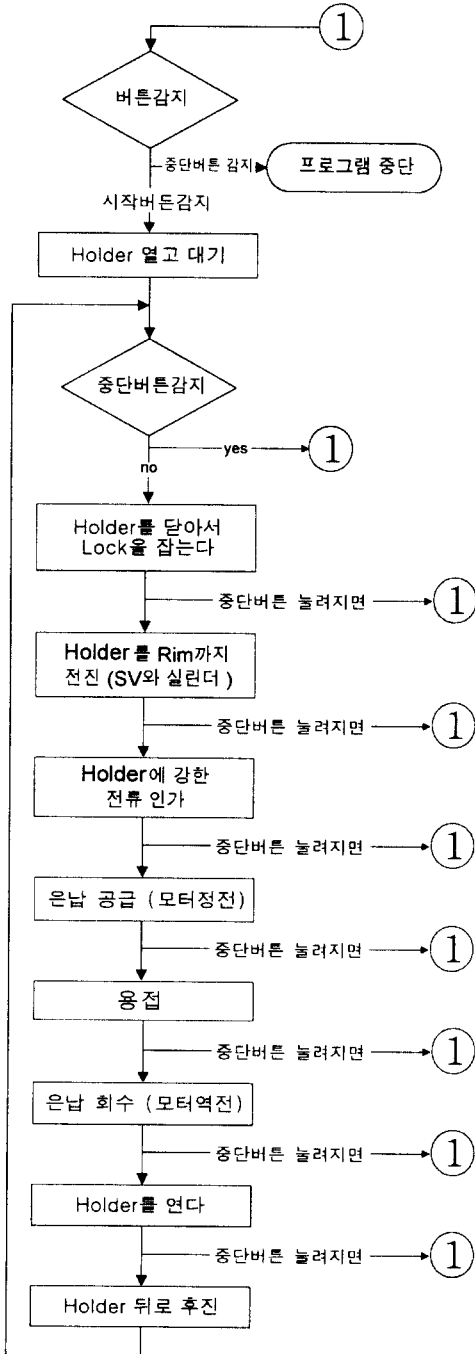 ①
버튼감지
중단버튼 감지
프로그램 중단
시작버든감지
Holder 열고 대기
중단버튼감지
yes
①
no
Holder를 닫아서
Lock을 잡는다
중단버튼 눌려지면
①
Holder 를 Rim까지
전진 (SV와 실린더 )
중단버튼 눌려지면
①
Holder에 강한
전류 인가
중단버튼 눌려지면
①
은납 공급 (모터정전)
중단버튼 눌려지면
①
용접
중단버튼 눌려지면
①
은납 회수 (모터역전)
중단버튼 눌려지면
①
Holder를 연다
중단버튼 눌려지면
①
Holder 뒤로 후진